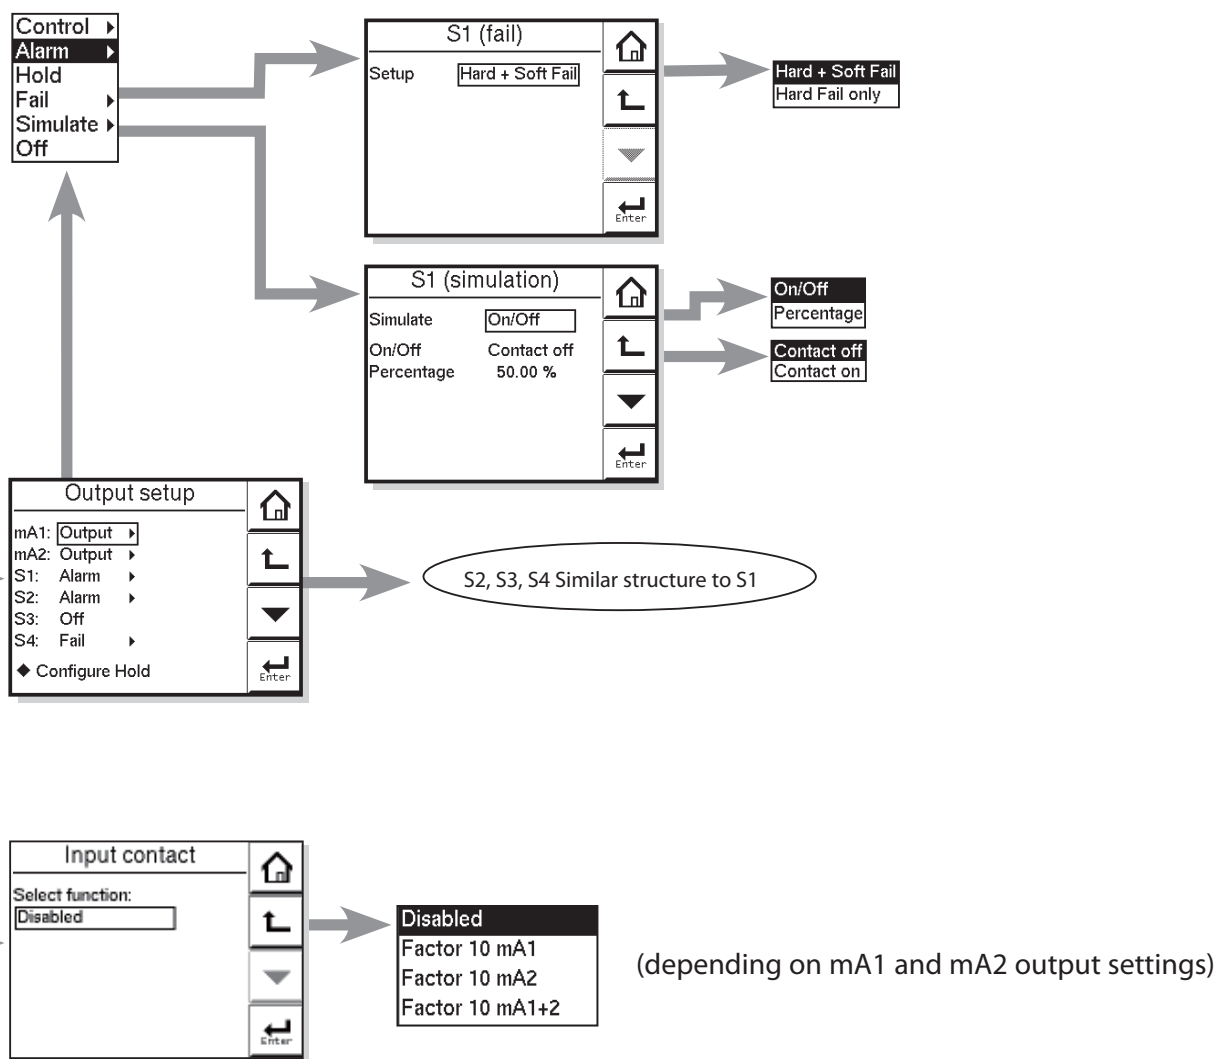 Control
Alarm
Hold
Fail
Simulate
Off
S1 (fail)
Setup Hard + Soft Fail
Enter
Hard + Soft Fail
Hard Fail only
S1 (simulation)
Simulate On/Off
On/Off Contact off
Percentage 50.00 %
Enter
On/Off
Percentage
Contact off
Contact on
Output setup
mA1: Output
mA2: Output
S1: Alarm
S2: Alarm
S3: Off
S4: Fail
Configure Hold
Enter
S2, S3, S4 Similar structure to S1
Input contact
Select function:
Disabled
Enter
Disabled
Factor 10 mA1
Factor 10 mA2
Factor 10 mA1+2
(depending on mA1 and mA2 output settings)